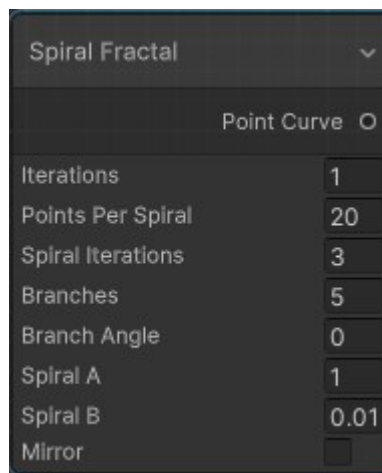 Spiral Fractal
Point Curve
Iterations 1
Points Per Spiral 20
Spiral Iterations 3
Branches 5
Branch Angle 0
Spiral A 1
Spiral B 0.01
Mirror